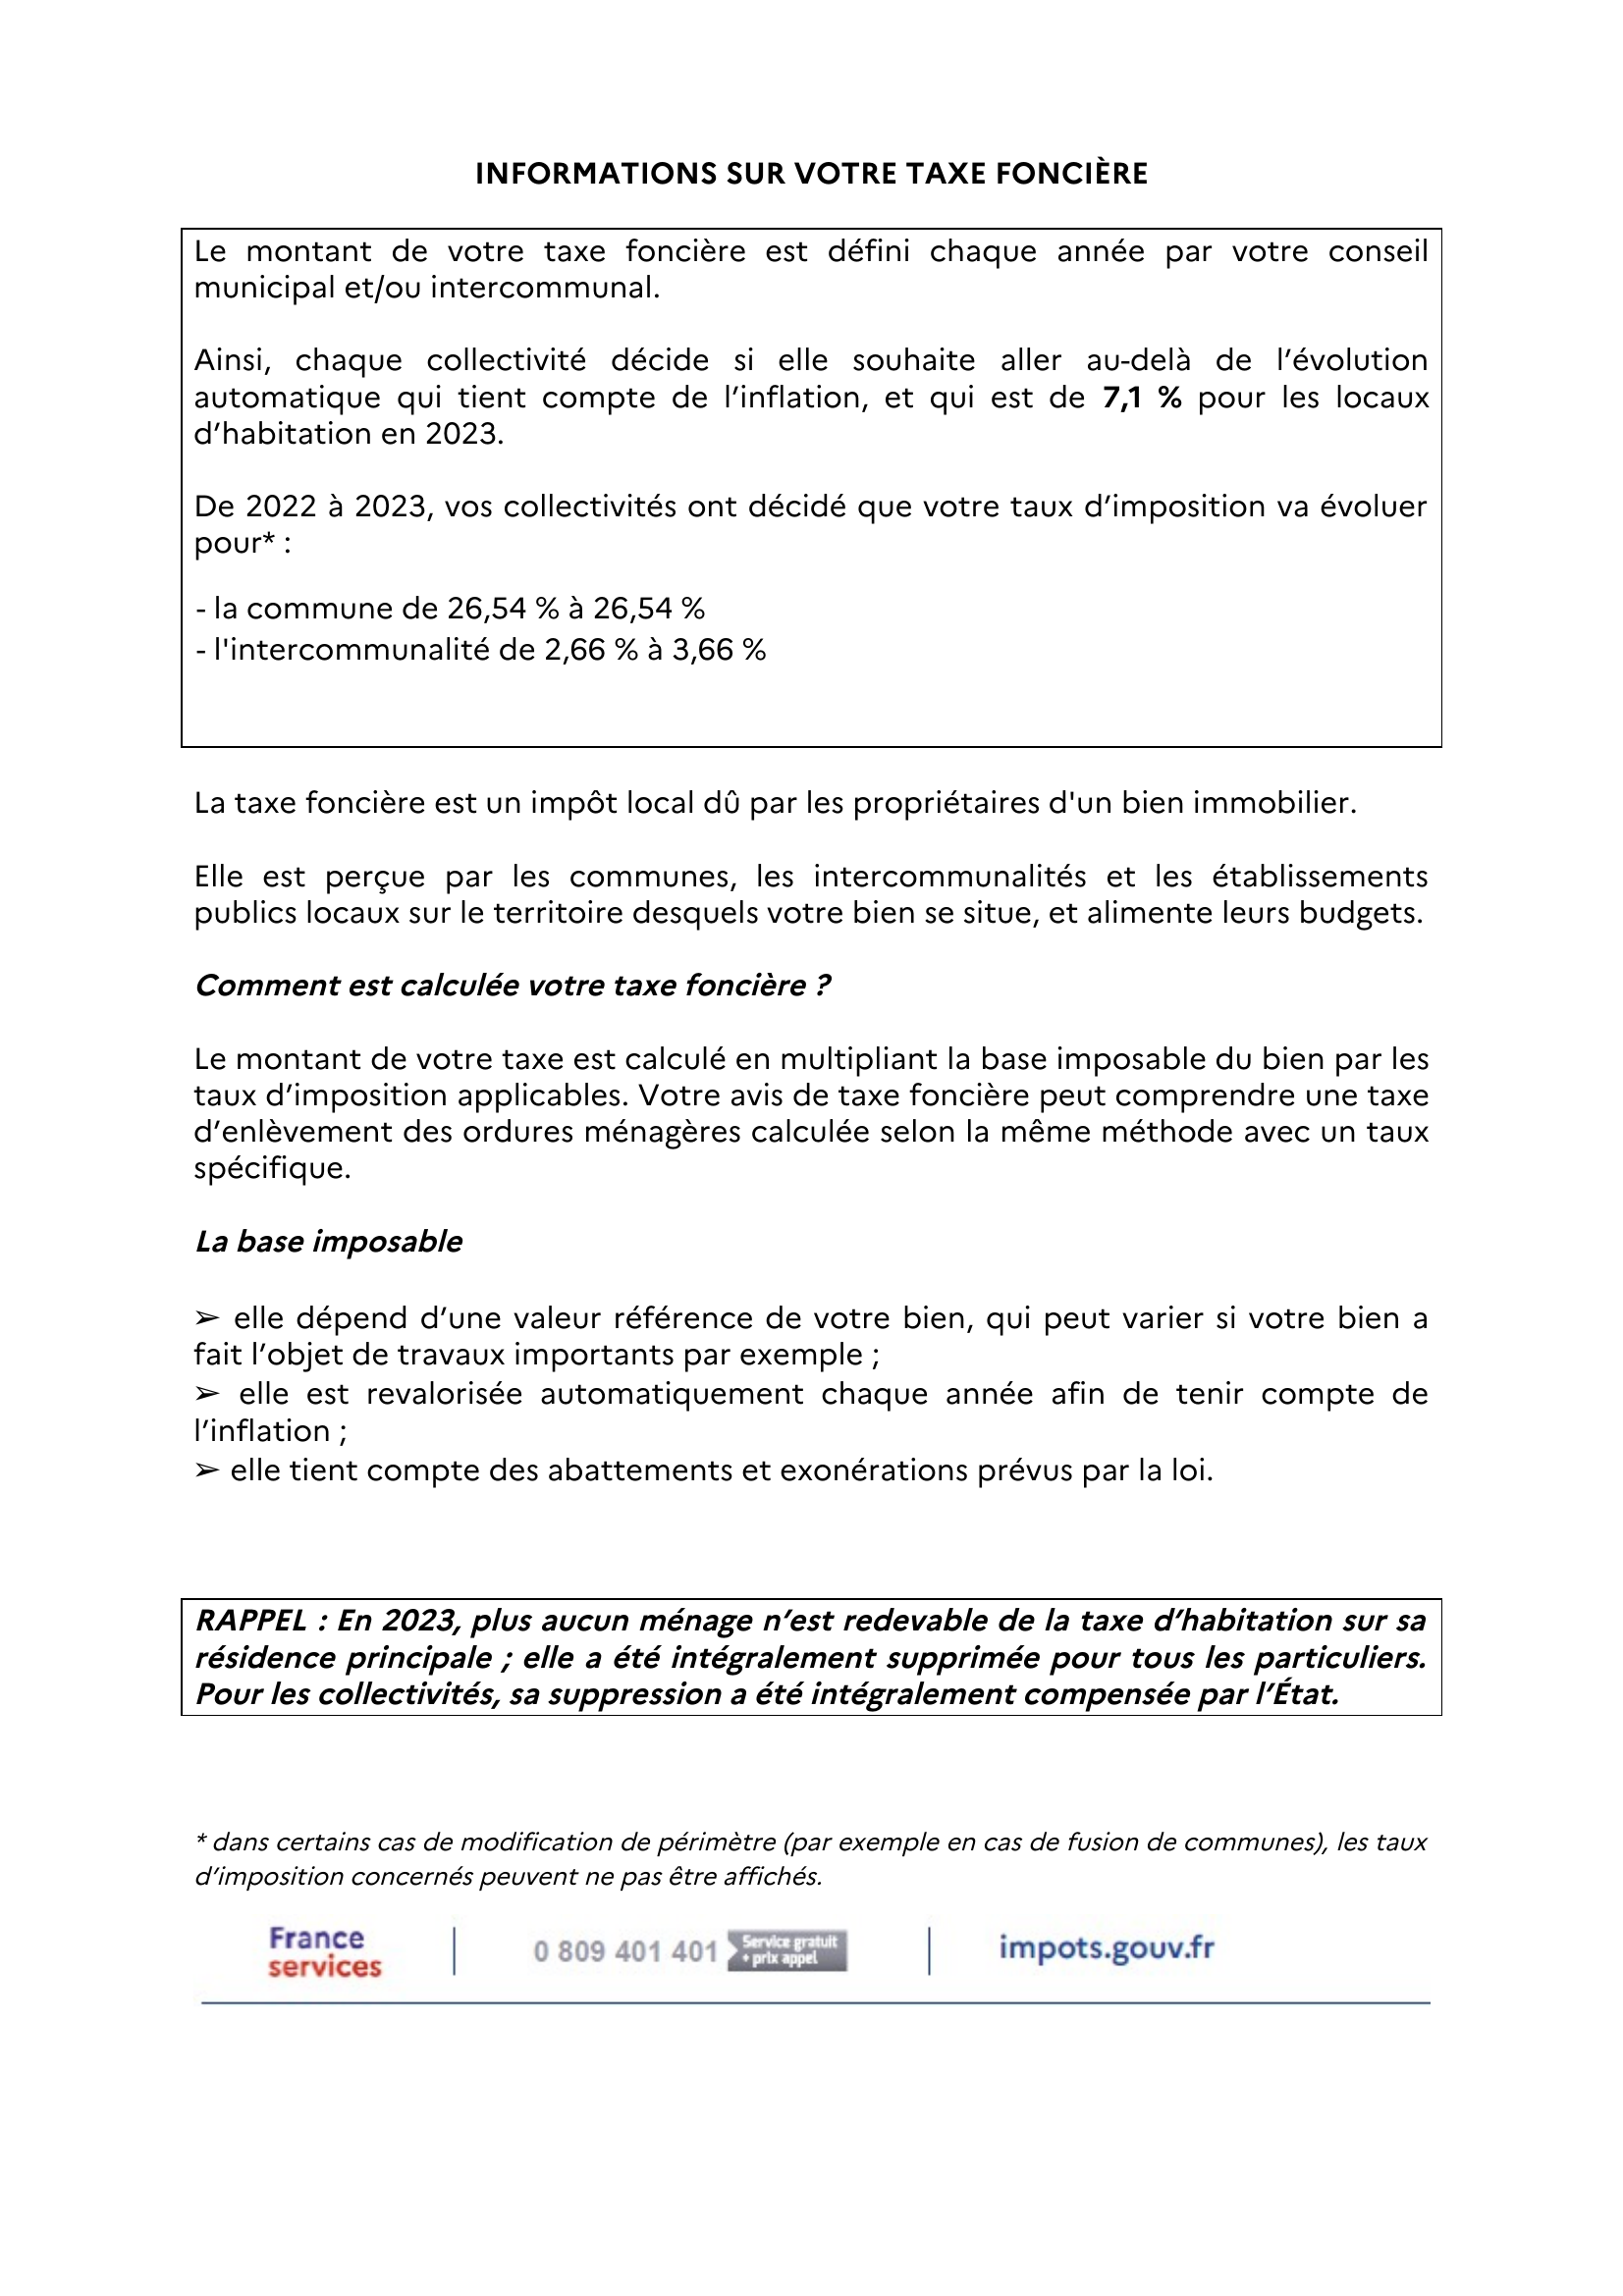 INFORMATIONS SUR VOTRE TAXE FONCIÈRE
Le montant de votre taxe foncière est défini chaque année par votre conseil
municipal et/ou intercommunal.
Ainsi, chaque collectivité décide si elle souhaite aller au-delà de l’évolution
automatique qui tient compte de l’inflation, et qui est de 7,1 % pour les locaux
d’habitation en 2023.
De 2022 à 2023, vos collectivités ont décidé que votre taux d’imposition va évoluer
pour* :
- la commune de 26,54 % à 26,54 %
- l'intercommunalité de 2,66 % à 3,66 %
La taxe foncière est un impôt local dû par les propriétaires d'un bien immobilier.
Elle est perçue par les communes, les intercommunalités et les établissements
publics locaux sur le territoire desquels votre bien se situe, et alimente leurs budgets.
Comment est calculée votre taxe foncière ?
Le montant de votre taxe est calculé en multipliant la base imposable du bien par les
taux d’imposition applicables. Votre avis de taxe foncière peut comprendre une taxe
d’enlèvement des ordures ménagères calculée selon la même méthode avec un taux
spécifique.
La base imposable
➢ elle dépend d’une valeur référence de votre bien, qui peut varier si votre bien a
fait l’objet de travaux importants par exemple ;
➢ elle est revalorisée automatiquement chaque année afin de tenir compte de
l’inflation ;
➢ elle tient compte des abattements et exonérations prévus par la loi.
RAPPEL : En 2023, plus aucun ménage n’est redevable de la taxe d’habitation sur sa
résidence principale ; elle a été intégralement supprimée pour tous les particuliers.
Pour les collectivités, sa suppression a été intégralement compensée par l’État.
* dans certains cas de modification de périmètre (par exemple en cas de fusion de communes), les taux
d’imposition concernés peuvent ne pas être affichés.
France
services
0 809 401 401
Service gratuit
+ prix appel
impots.gouv.fr